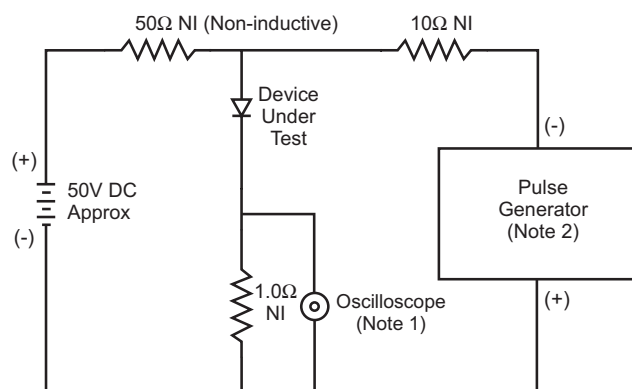 50Ω NI (Non-inductive)
10Ω NI
Device
Under
Test
(-)
(+)
50V DC
Approx
(-)
Pulse
Generator
(Note 2)
1.0Ω
NI
Oscilloscope
(Note 1)
(+)